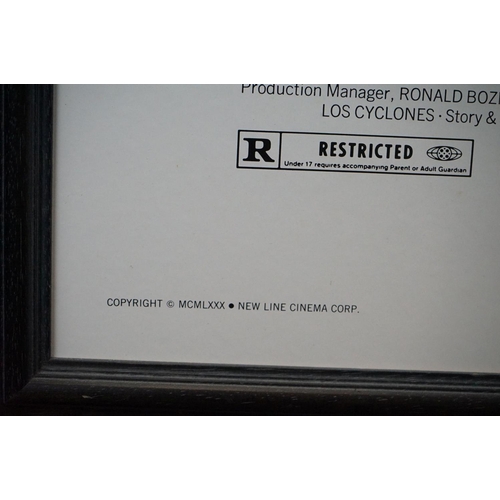 Production Manager, RONALD
LOS CYCLONES · Story &
R RESTRICTED
Under 17 requires accompanying Parent or Adult Guardian
COPYRIGHT © MCMLXXX ● NEW LINE CINEMA CORP.